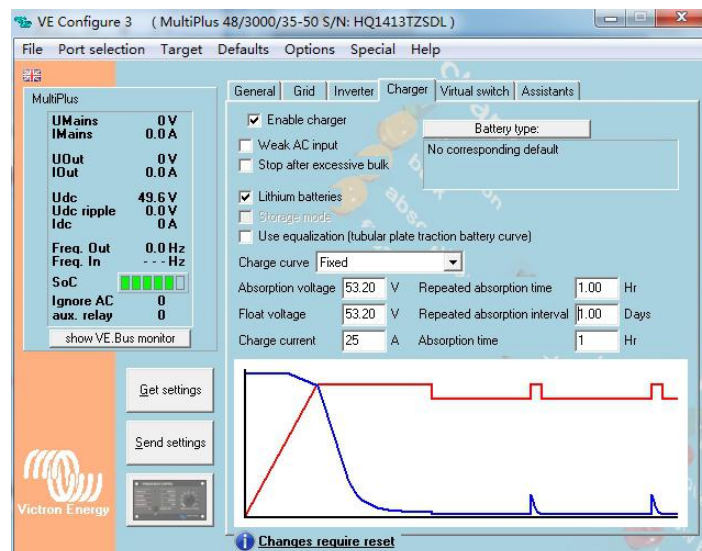 VE Configure 3 ( MultiPlus 48/3000/35-50 S/N: HQ1413TZSDL )
File Port selection Target Defaults Options Special Help
MultiPlus
UMains 0 V
IMains 0.0 A
UOut 0 V
IOut 0.0 A
Udc 49.6 V
Udc ripple 0.0 V
Idc 0 A
Freq. Out 0.0 Hz
Freq. In - - - Hz
SoC
Ignore AC 0
aux. relay 0
show VE.Bus monitor
Get settings
Send settings
Victron Energy
General Grid Inverter Charger Virtual switch Assistants
Enable charger
Battery type:
Weak AC input
No corresponding default
Stop after excessive bulk
Lithium batteries
Storage mode
Use equalization (tubular plate traction battery curve)
Charge curve Fixed
Absorption voltage 53.20 V Repeated absorption time 1.00 Hr
Float voltage 53.20 V Repeated absorption interval 1.00 Days
Charge current 25 A Absorption time 1 Hr
Changes require reset